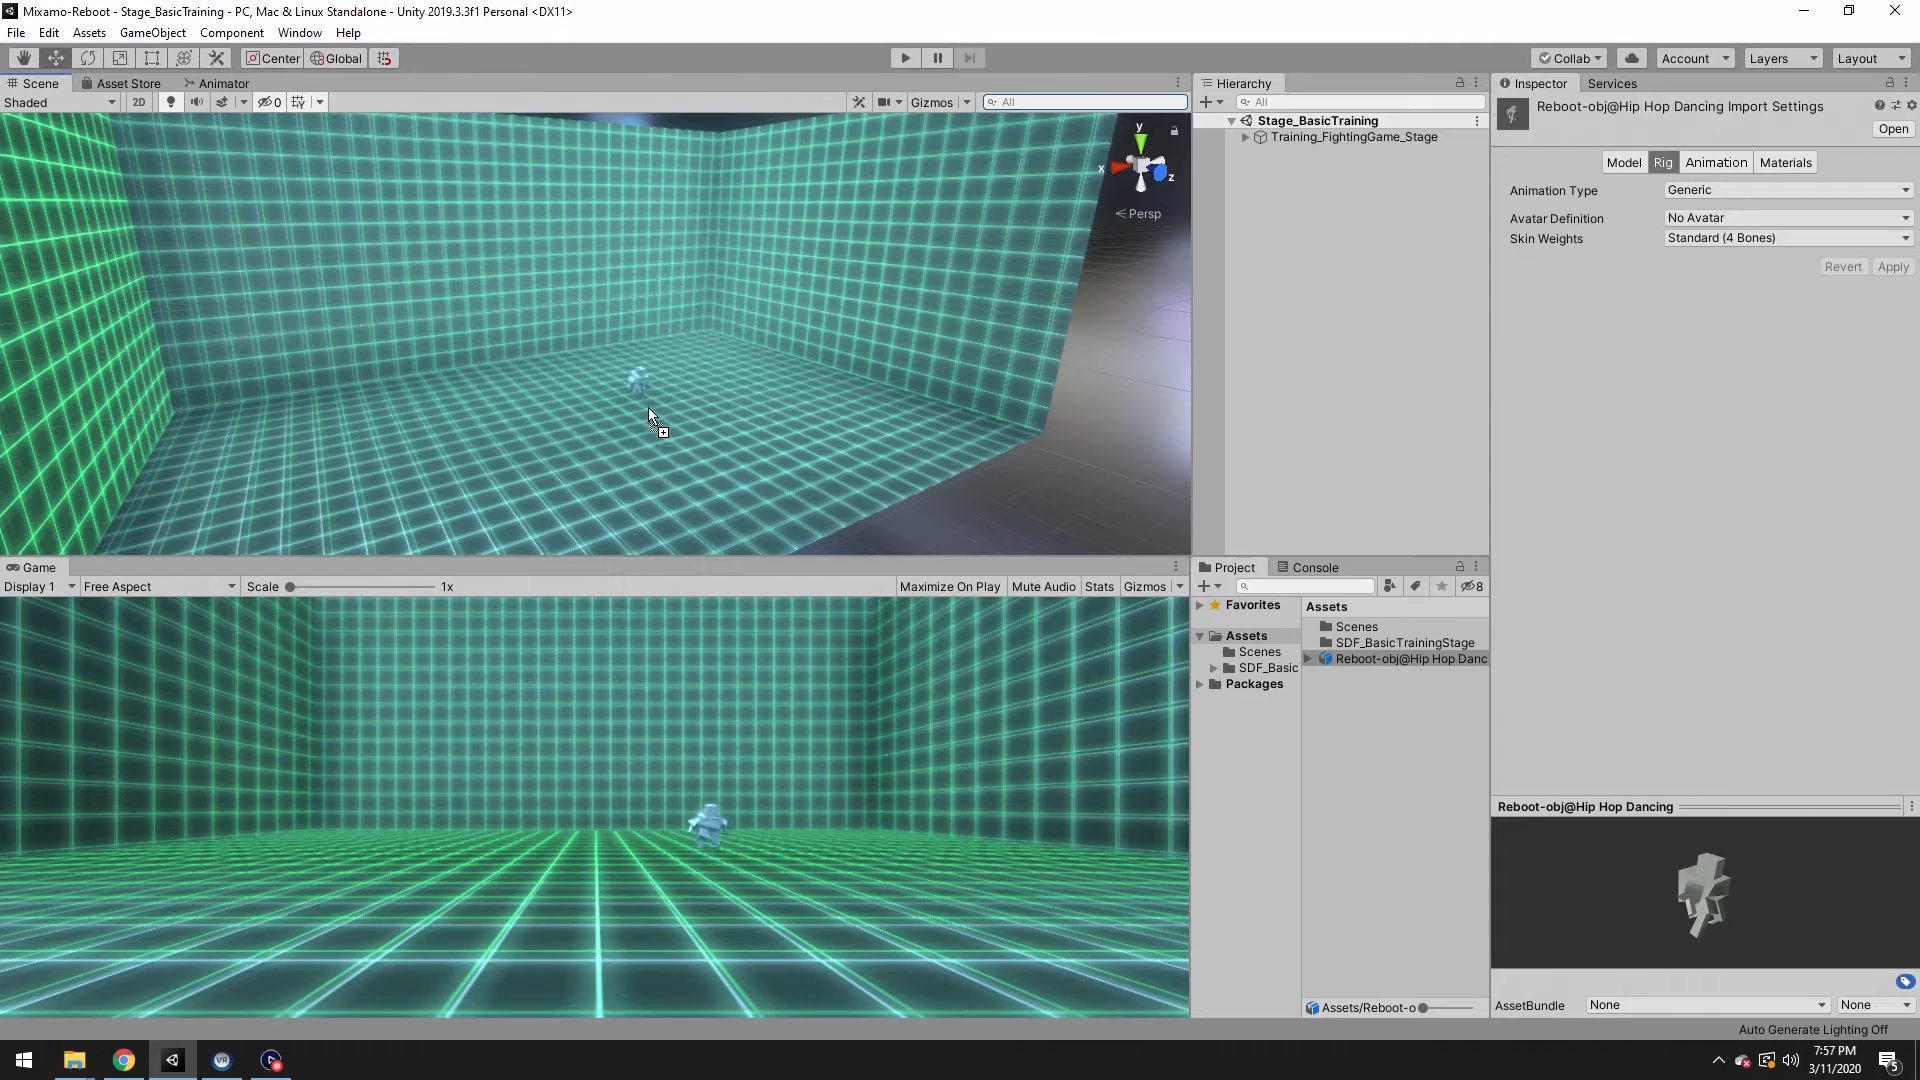 Mixamo-Reboot - Stage_BasicTraining - PC, Mac & Linux Standalone - Unity 2019.3.3f1 Personal <DX11>
File Edit Assets GameObject Component Window Help
Center Global Collab Account Layers Layout
Scene Asset Store Animator
Shaded 2D 0 Gizmos All
y
x
z
Persp
Hierarchy
All
Stage_BasicTraining
Training_FightingGame_Stage
Inspector Services
Reboot-obj@Hip Hop Dancing Import Settings
Open
Model Rig Animation Materials
Animation Type Generic
Avatar Definition No Avatar
Skin Weights Standard (4 Bones)
Revert Apply
Game
Display 1 Free Aspect Scale 1x Maximize On Play Mute Audio Stats Gizmos
Project Console
8
Favorites
Assets
Scenes
SDF_Basic
Packages
Assets
Scenes
SDF_BasicTrainingStage
Reboot-obj@Hip Hop Danc
Assets/Reboot-o
Reboot-obj@Hip Hop Dancing
AssetBundle None None
Auto Generate Lighting Off
VR
7:57 PM
3/11/2020
5